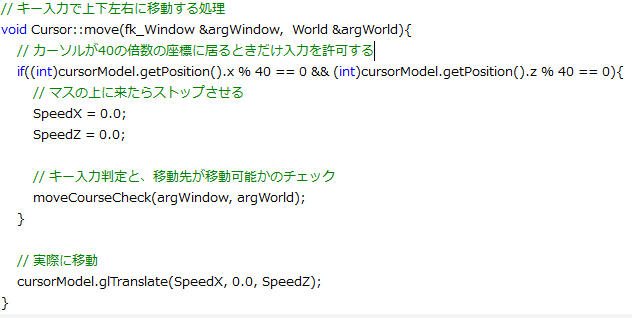 // キー入力で上下左右に移動する処理
void Cursor::move(fk_Window &argWindow,  World &argWorld){
// カーソルが40の倍数の座標に居るときだけ入力を許可する
if((int)cursorModel.getPosition().x % 40 == 0 && (int)cursorModel.getPosition().z % 40 == 0){
// マスの上に来たらストップさせる
SpeedX = 0.0;
SpeedZ = 0.0;
// キー入力判定と、移動先が移動可能かのチェック
moveCourseCheck(argWindow, argWorld);
}
// 実際に移動
cursorModel.glTranslate(SpeedX, 0.0, SpeedZ);
}